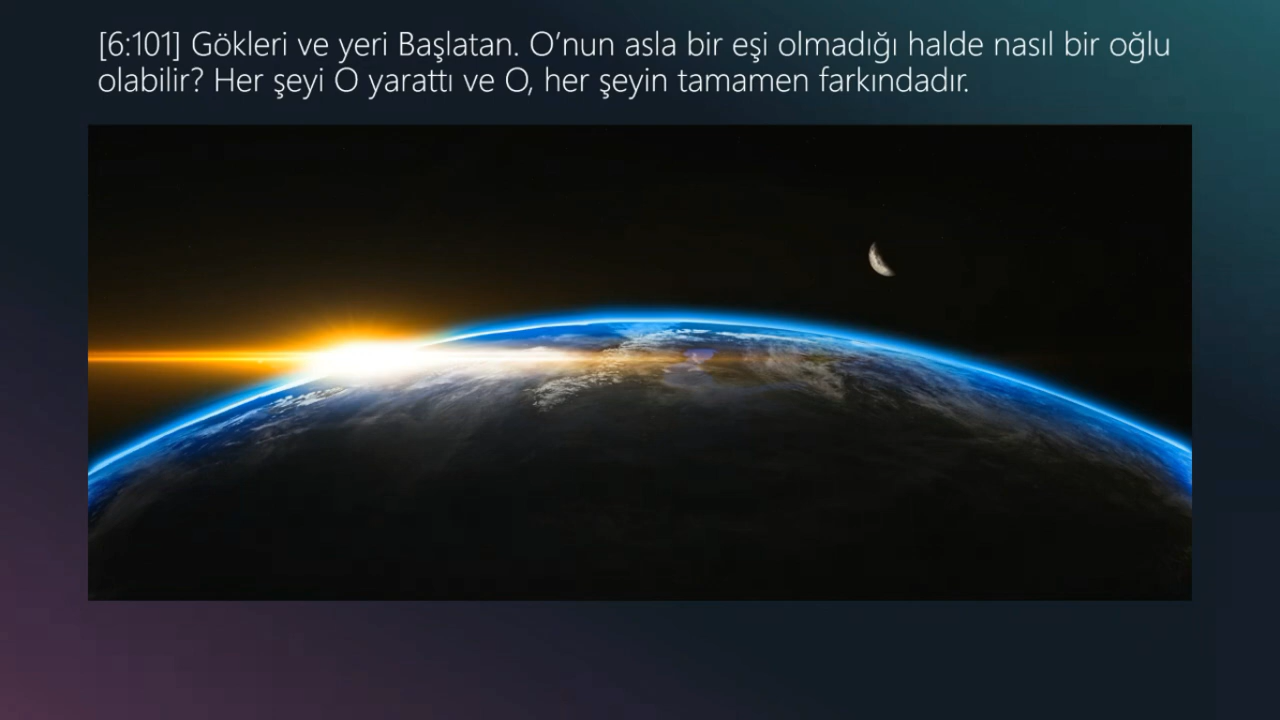 [6:101] Gökleri ve yeri Başlatan. O’nun asla bir eşi olmadığı halde nasıl bir oğlu
olabilir? Her şeyi O yarattı ve O, her şeyin tamamen farkındadır.